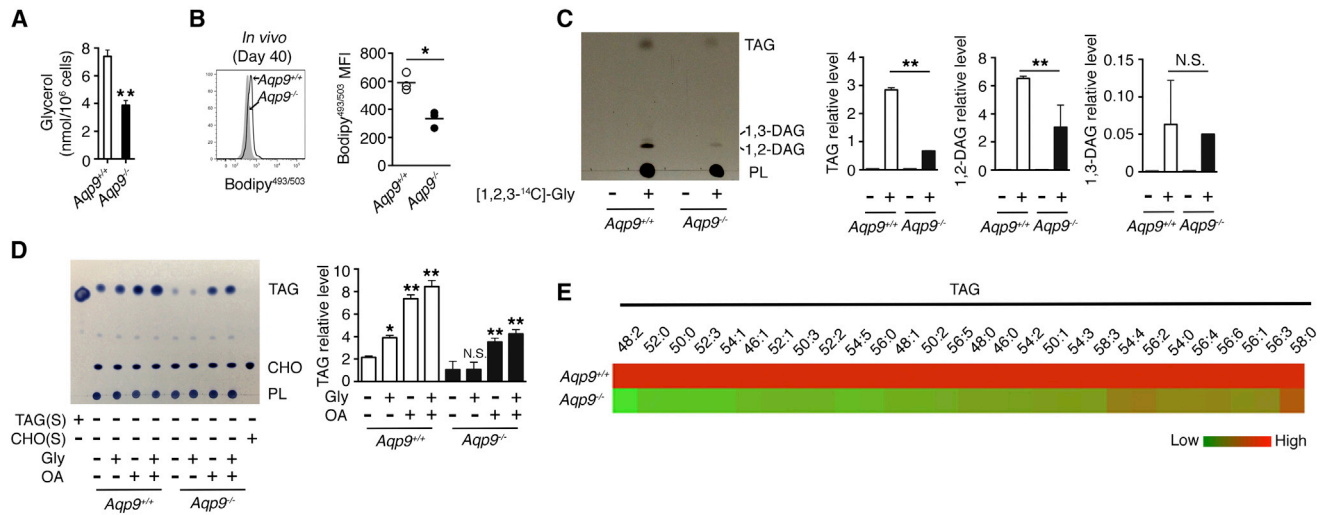 A
Glycerol
(nmol/10⁶ cells)
8
6
4
2
0
**
Aqp9+/+
Aqp9-/-
B
In vivo
(Day 40)
Aqp9+/+
Aqp9-/-
Bodipy493/503
Bodipy493/503 MFI
800
600
400
200
0
*
Aqp9+/+
Aqp9-/-
C
TAG
1,3-DAG
1,2-DAG
PL
[1,2,3-¹⁴C]-Gly
- + - +
Aqp9+/+ Aqp9-/-
TAG relative level
4
3
2
1
0
**
- + - +
Aqp9+/+ Aqp9-/-
1,2-DAG relative level
8
6
4
2
0
**
- + - +
Aqp9+/+ Aqp9-/-
1,3-DAG relative level
0.15
0.10
0.05
0
N.S.
- + - +
Aqp9+/+ Aqp9-/-
D
TAG
CHO
PL
TAG(S) + - - - - - - - - -
CHO(S) - - - - - - - - - +
Gly - - + - + - - + - + -
OA - - - + + - - + + -
Aqp9+/+ Aqp9-/-
TAG relative level
10
8
6
4
2
0
* ** ** N.S. ** **
Gly - + - + - + - +
OA - - + + - - + +
Aqp9+/+ Aqp9-/-
E
TAG
48:2 52:0 50:0 52:3 54:1 46:1 52:1 50:3 52:2 54:5 56:0 48:1 50:2 56:5 48:0 46:0 54:2 50:1 54:3 58:3 54:4 56:2 54:0 56:4 56:6 56:1 56:3 58:0
Aqp9+/+
Aqp9-/-
Low High